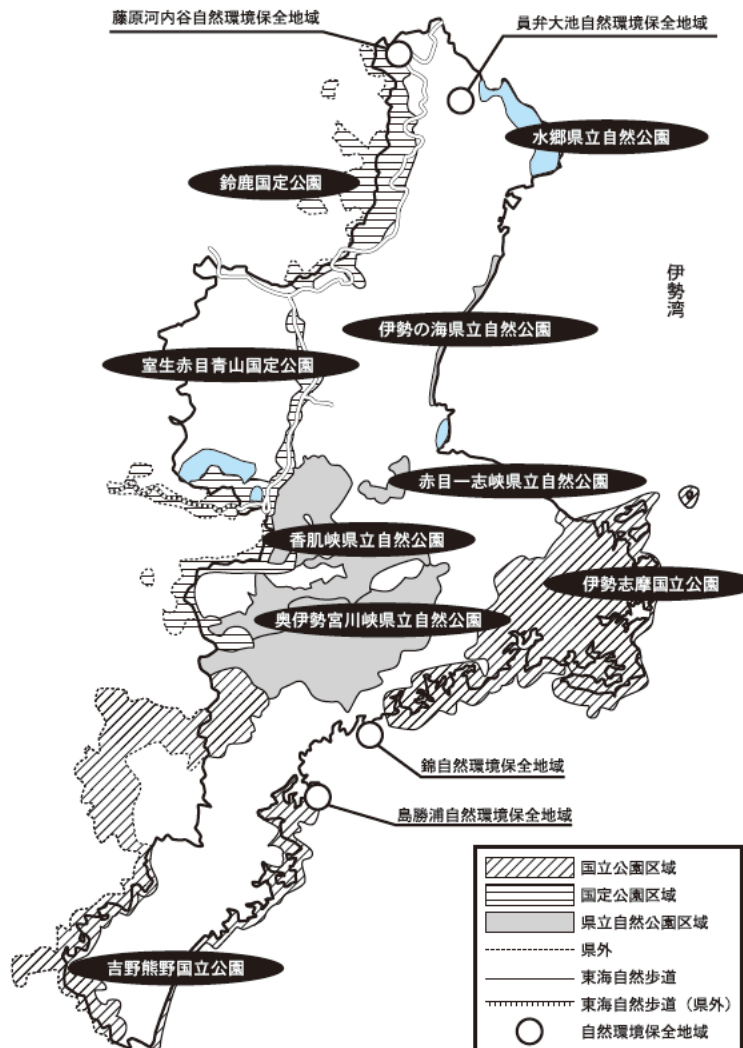 藤原河内谷自然環境保全地域
員弁大池自然環境保全地域
水郷県立自然公園
鈴鹿国定公園
伊勢湾
伊勢の海県立自然公園
室生赤目青山国定公園
赤目一志峡県立自然公園
香肌峡県立自然公園
伊勢志摩国立公園
奥伊勢宮川峡県立自然公園
錦自然環境保全地域
島勝浦自然環境保全地域
吉野熊野国立公園
国立公園区域
国定公園区域
県立自然公園区域
県外
東海自然歩道
東海自然歩道（県外）
自然環境保全地域